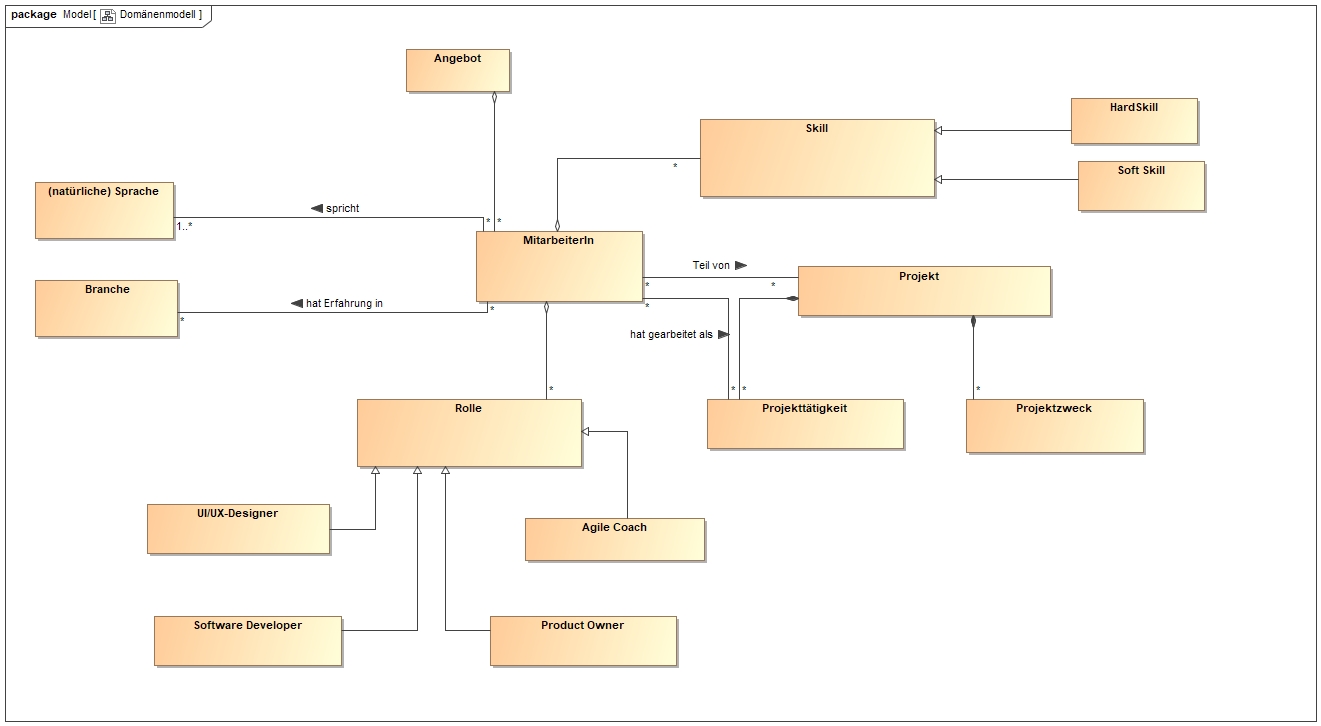 package Model [ Domänenmodell ]
Angebot
HardSkill
Skill
*
Soft Skill
(natürliche) Sprache
spricht
1..*
* *
MitarbeiterIn
Teil von
*
*
Projekt
Branche
hat Erfahrung in
*
*
*
hat gearbeitet als
*
* *
*
Rolle
Projekttätigkeit
Projektzweck
UI/UX-Designer
Agile Coach
Software Developer
Product Owner